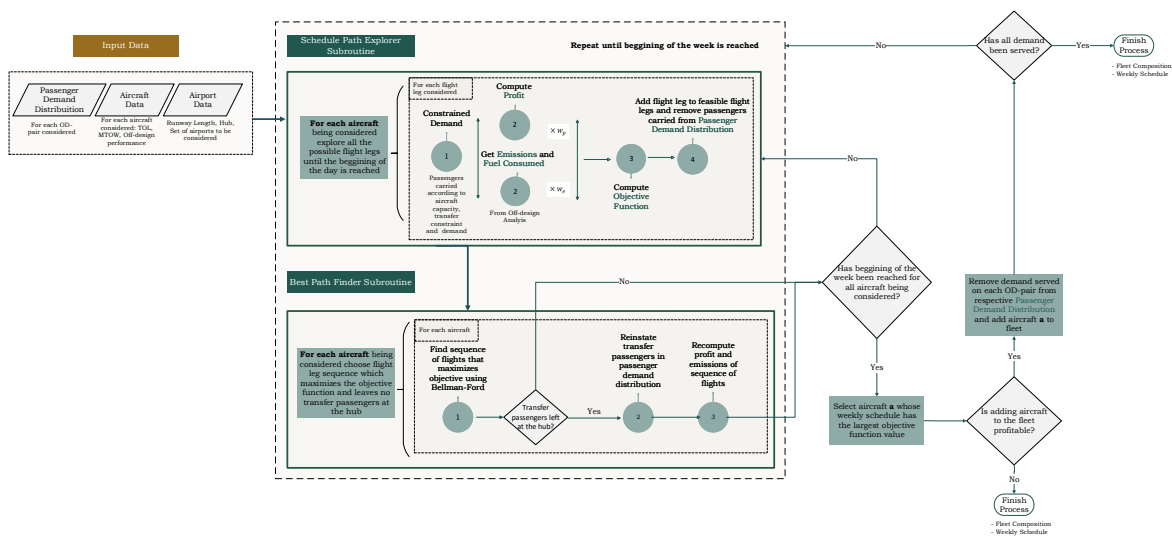 Input Data
Passenger
Demand
Distribuition
Aircraft
Data
Airport
Data
For each OD-
pair considered
For each aircraft
considered: TOL,
MTOW, Off-design
performance
Runway Length, Hub,
Set of airports to be
considered
Schedule Path Explorer
Subroutine
Repeat until beggining of the week is reached
For each aircraft
being considered
explore all the
possible flight legs
until the beggining of
the day is reached
For each flight
leg considered
Constrained
Demand
1
Passengers
carried
according to
aircraft
capacity,
transfer
constraint
and demand
Compute
Profit
2
× wp
Get Emissions and
Fuel Consumed
2
× we
From Off-design
Analyis
3
Compute
Objective
Function
Add flight leg to feasible flight
legs and remove passengers
carried from Passenger
Demand Distribution
4
Best Path Finder Subroutine
For each aircraft being
considered choose flight
leg sequence which
maximizes the objective
function and leaves no
transfer passengers at
the hub
For each aircraft
Find sequence
of flights that
maximizes
objective using
Bellman-Ford
1
Transfer
passengers left
at the hub?
No
Yes
Reinstate
transfer
passengers in
passenger
demand
distribution
2
Recompute
profit and
emissions of
sequence of
flights
3
Has beggining of the
week been reached for
all aircraft being
considered?
No
Yes
Select aircraft a whose
weekly schedule has
the largest objective
function value
Is adding aircraft
to the fleet
profitable?
No
Finish
Process
- Fleet Composition
- Weekly Schedule
Yes
Remove demand served
on each OD-pair from
respective Passenger
Demand Distribution
and add aircraft a to
fleet
Has all demand
been served?
No
Yes
Finish
Process
- Fleet Composition
- Weekly Schedule